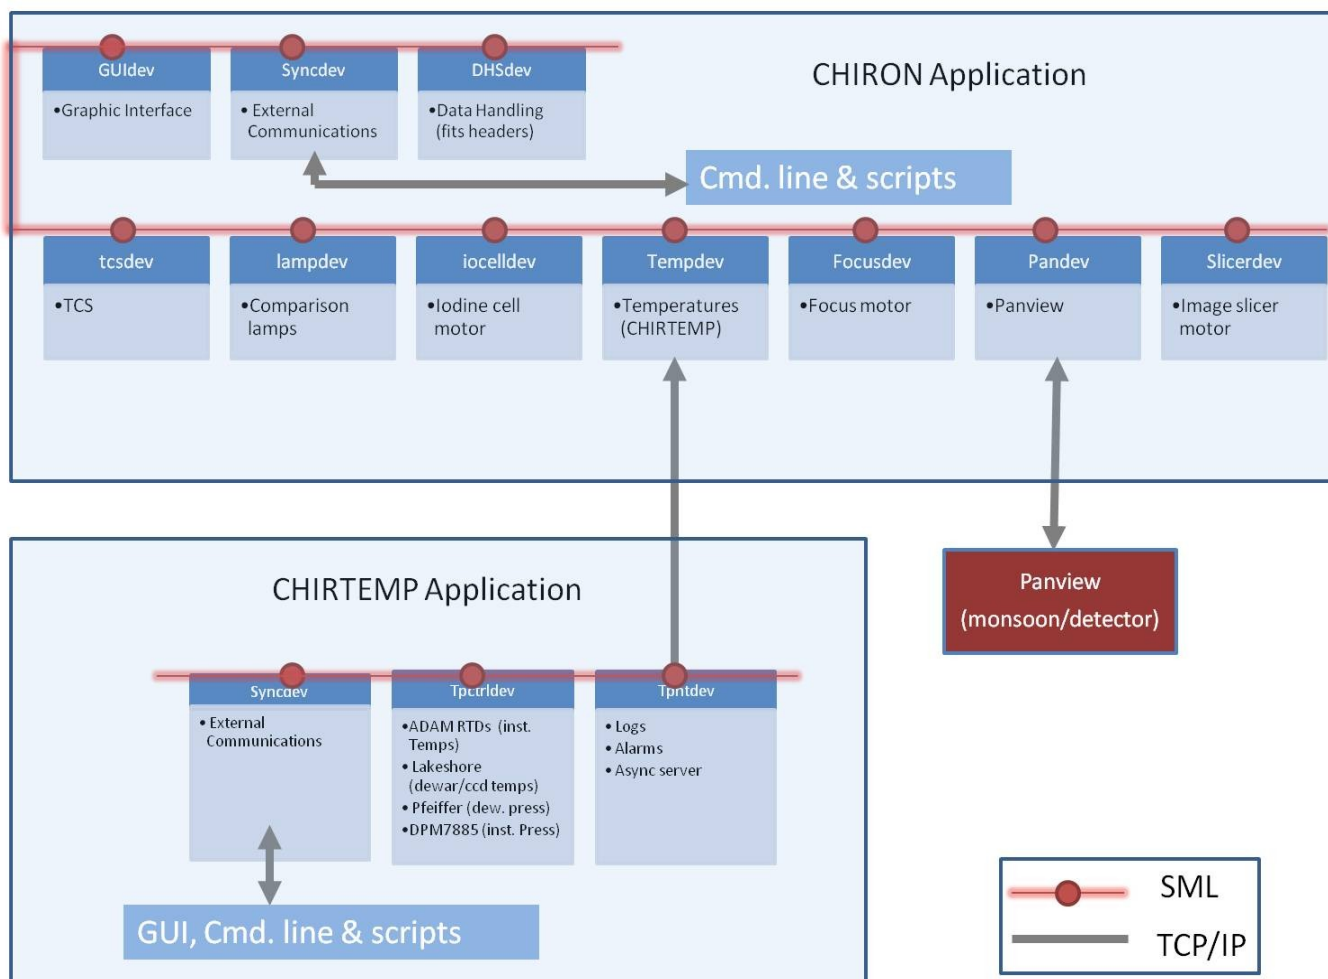 CHIRON Application
GUIdev
•Graphic Interface
Syncdev
• External
Communications
DHSdev
•Data Handling
(fits headers)
Cmd. line & scripts
tcsdev
•TCS
lampdev
•Comparison
lamps
iocelldev
•Iodine cell
motor
Tempdev
•Temperatures
(CHIRTEMP)
Focusdev
•Focus motor
Pandev
•Panview
Slicerdev
•Image slicer
motor
Panview
(monsoon/detector)
CHIRTEMP Application
Syncdev
• External
Communications
Tpctrldev
•ADAM RTDs (inst.
Temps)
• Lakeshore
(dewar/ccd temps)
• Pfeiffer (dew. press)
•DPM7885 (inst. Press)
Tphtdev
• Logs
• Alarms
• Async server
GUI, Cmd. line & scripts
SML
TCP/IP